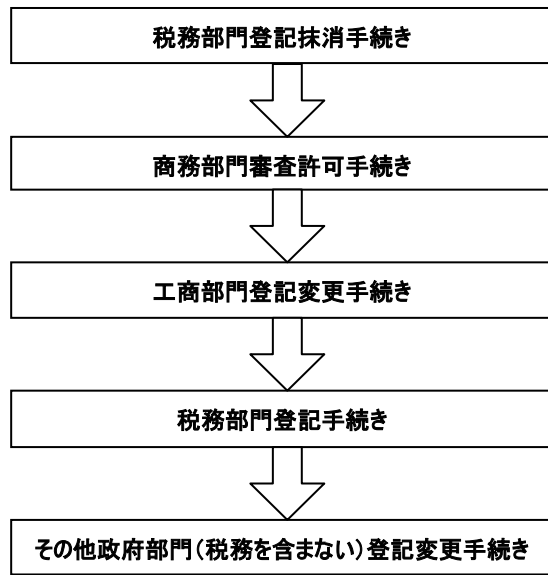 税務部門登記抹消手続き
商務部門審査許可手続き
工商部門登記変更手続き
税務部門登記手続き
その他政府部門（税務を含まない）登記変更手続き